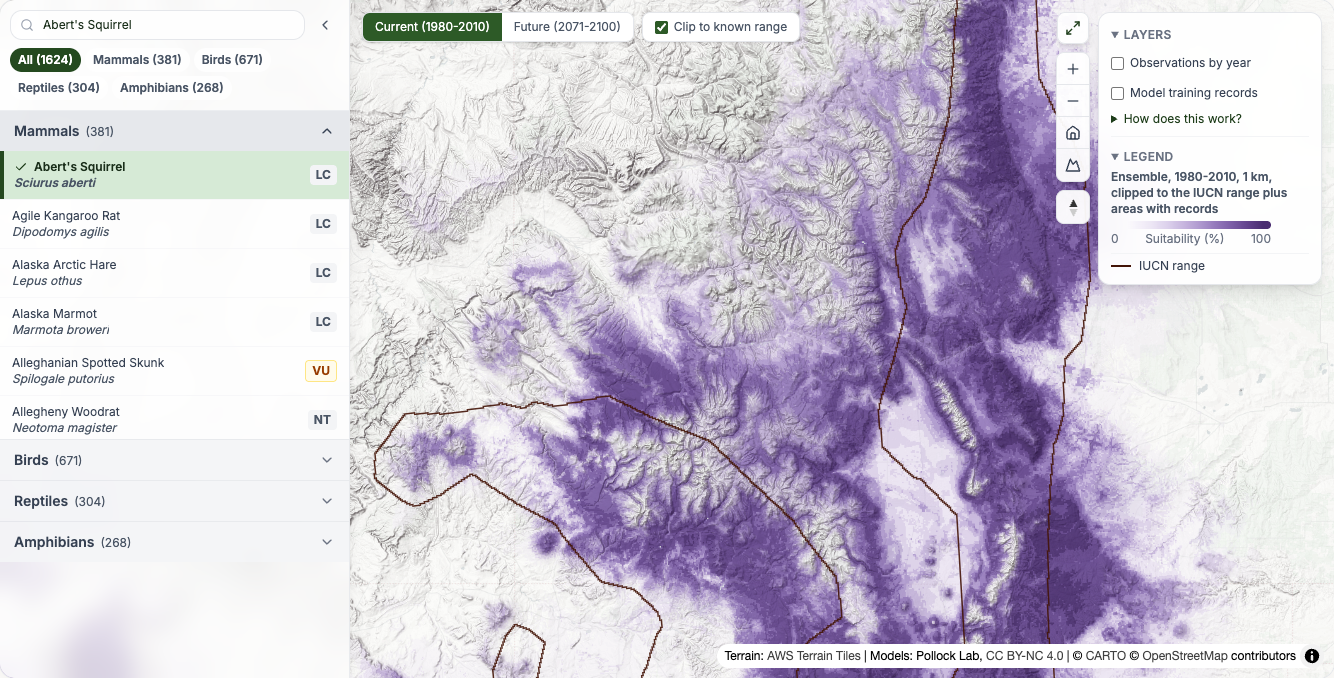 Abert's Squirrel
All (1624)
Mammals (381)
Birds (671)
Reptiles (304)
Amphibians (268)
Mammals (381)
Abert's Squirrel
Sciurus aberti
LC
Agile Kangaroo Rat
Dipodomys agilis
LC
Alaska Arctic Hare
Lepus othus
LC
Alaska Marmot
Marmota broweri
LC
Alleghanian Spotted Skunk
Spilogale putorius
VU
Allegheny Woodrat
Neotoma magister
NT
Birds (671)
Reptiles (304)
Amphibians (268)
Current (1980-2010)
Future (2071-2100)
Clip to known range
LAYERS
Observations by year
Model training records
How does this work?
LEGEND
Ensemble, 1980-2010, 1 km,
clipped to the IUCN range plus
areas with records
0 Suitability (%) 100
IUCN range
Terrain: AWS Terrain Tiles | Models: Pollock Lab, CC BY-NC 4.0 | © CARTO © OpenStreetMap contributors